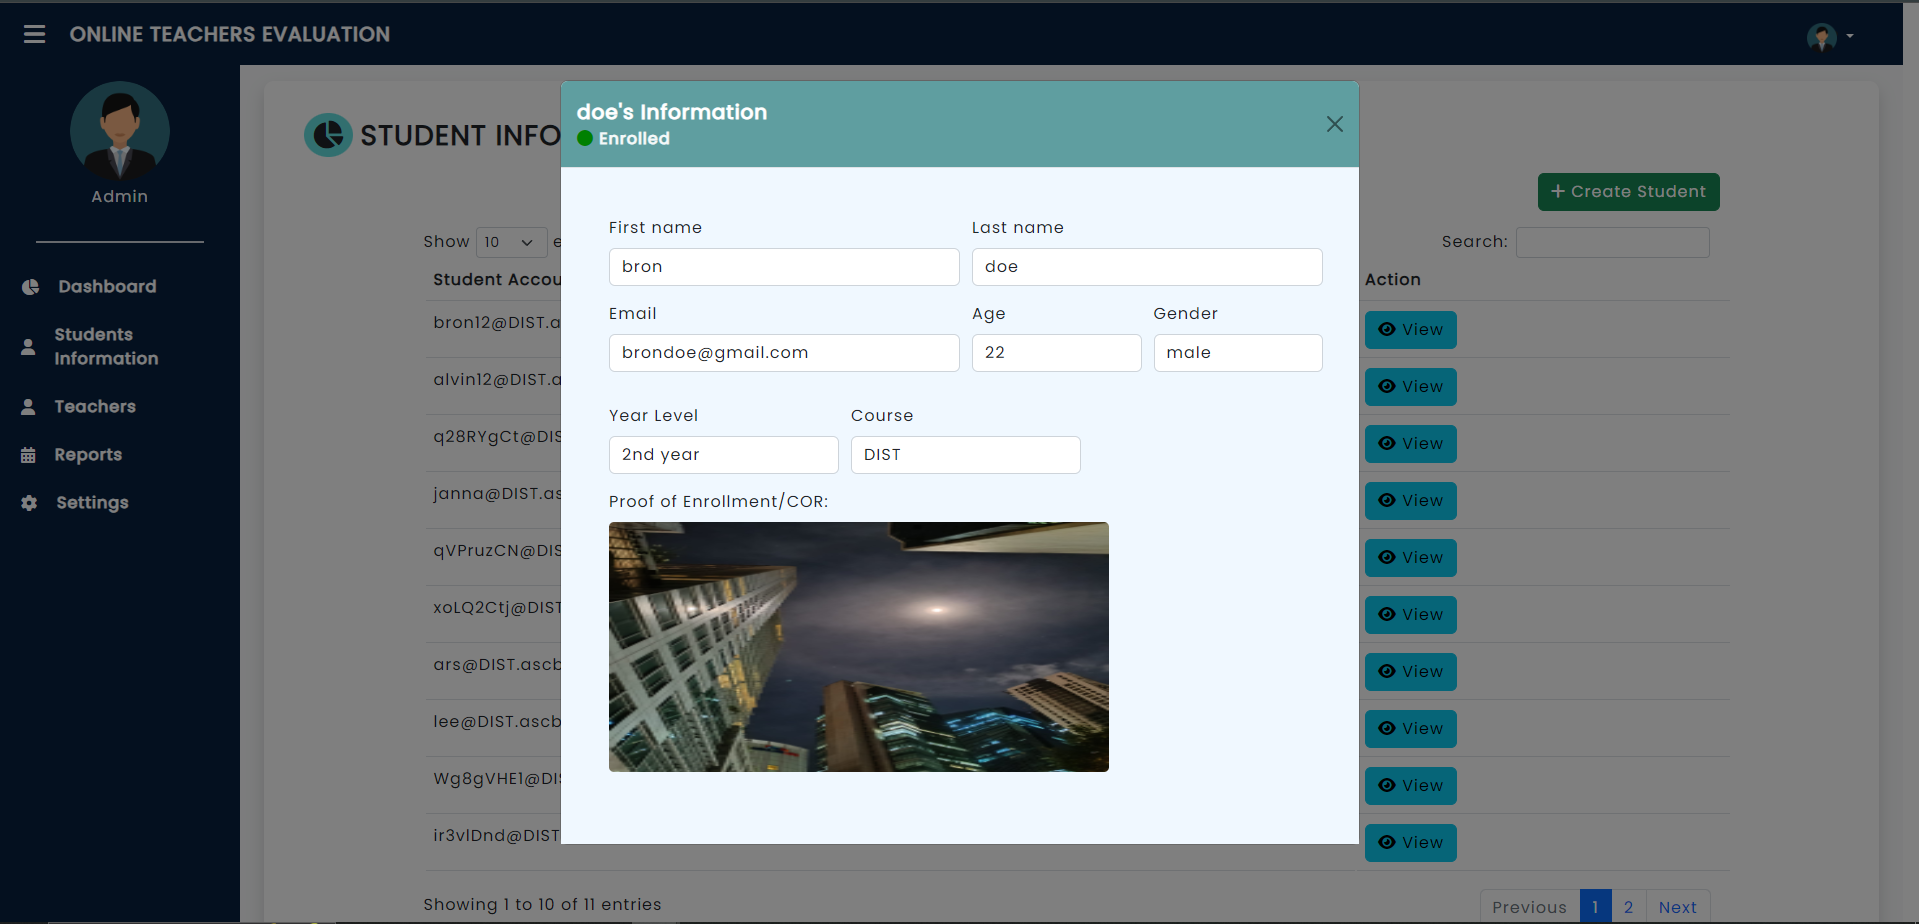 ONLINE TEACHERS EVALUATION
Admin
Dashboard
Students
Information
Teachers
Reports
Settings
STUDENT INFO
Create Student
Show 10 e
Search:
Student Accou
Action
bron12@DIST.a
View
alvin12@DIST.a
View
q28RYgCt@DIS
View
janna@DIST.as
View
qVPruzCN@DIS
View
xoLQ2Ctj@DIST
View
ars@DIST.ascb
View
lee@DIST.ascb
View
Wg8gVHE1@DI
View
ir3vlDnd@DIST
View
Showing 1 to 10 of 11 entries
Previous 1 2 Next
doe's Information
Enrolled
First name Last name
bron doe
Email Age Gender
brondoe@gmail.com 22 male
Year Level Course
2nd year DIST
Proof of Enrollment/COR: